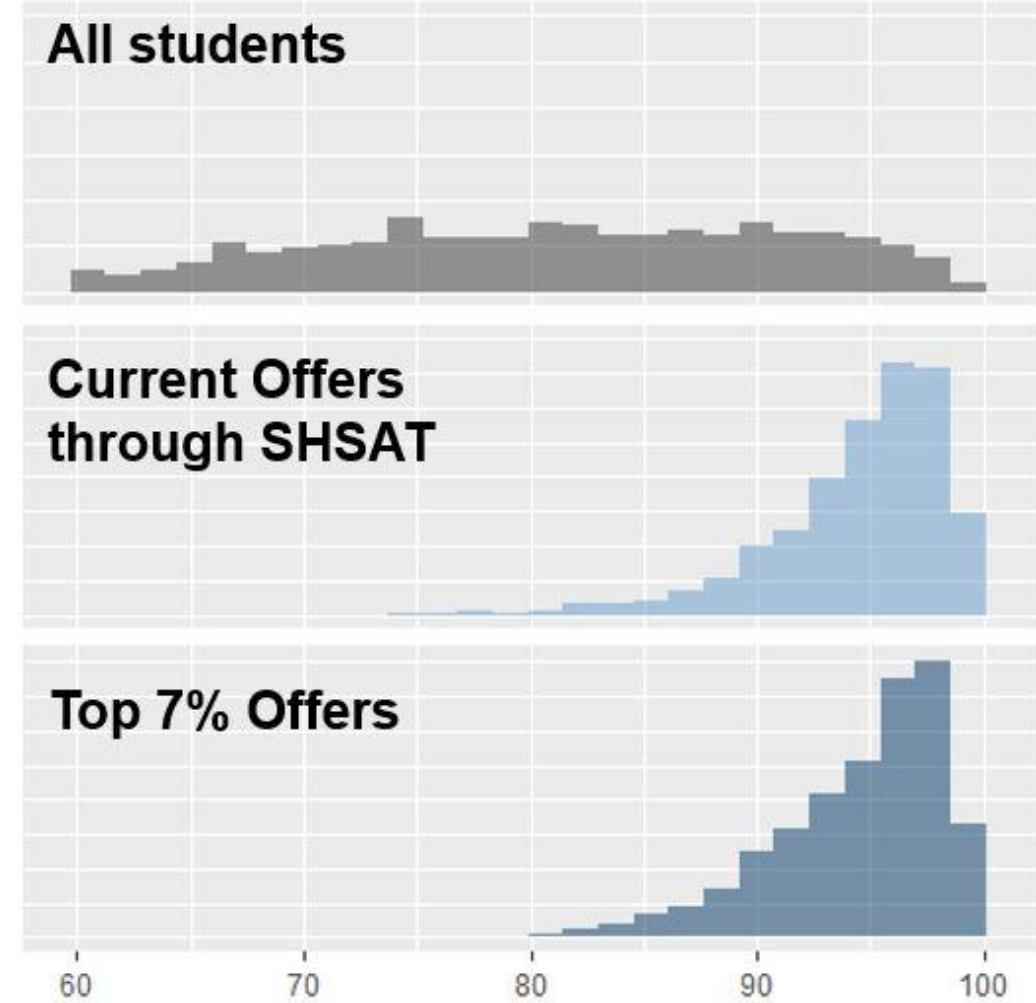 All students
Current Offers
through SHSAT
Top 7% Offers
60 70 80 90 100